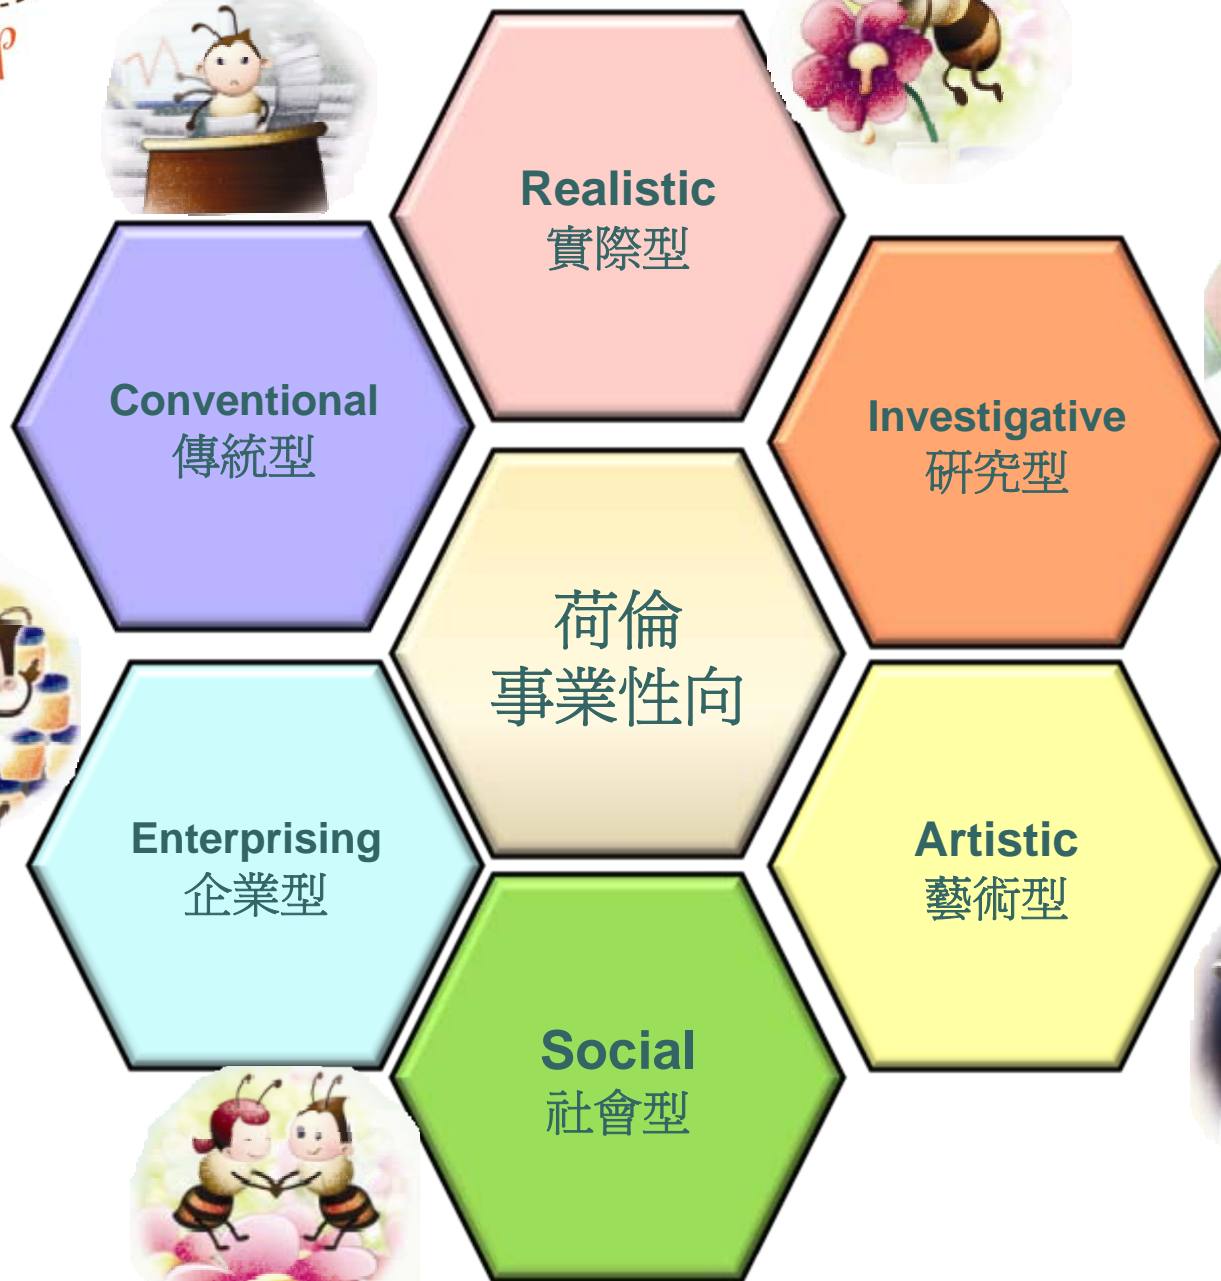 Realistic
實際型
Conventional
傳統型
Investigative
研究型
荷倫
事業性向
Enterprising
企業型
Artistic
藝術型
Social
社會型